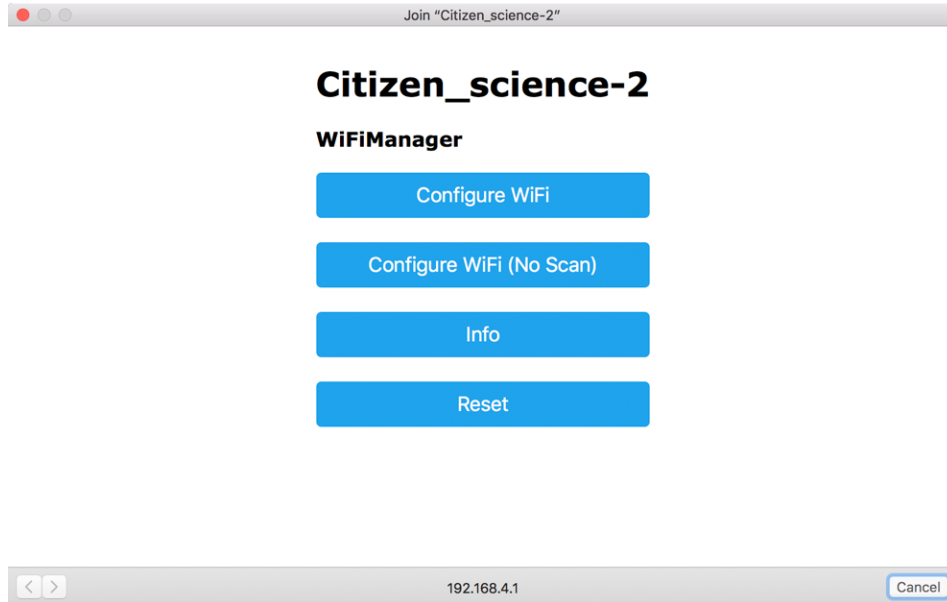 Join “Citizen_science-2”
Citizen_science-2
WiFiManager
Configure WiFi
Configure WiFi (No Scan)
Info
Reset
192.168.4.1
Cancel